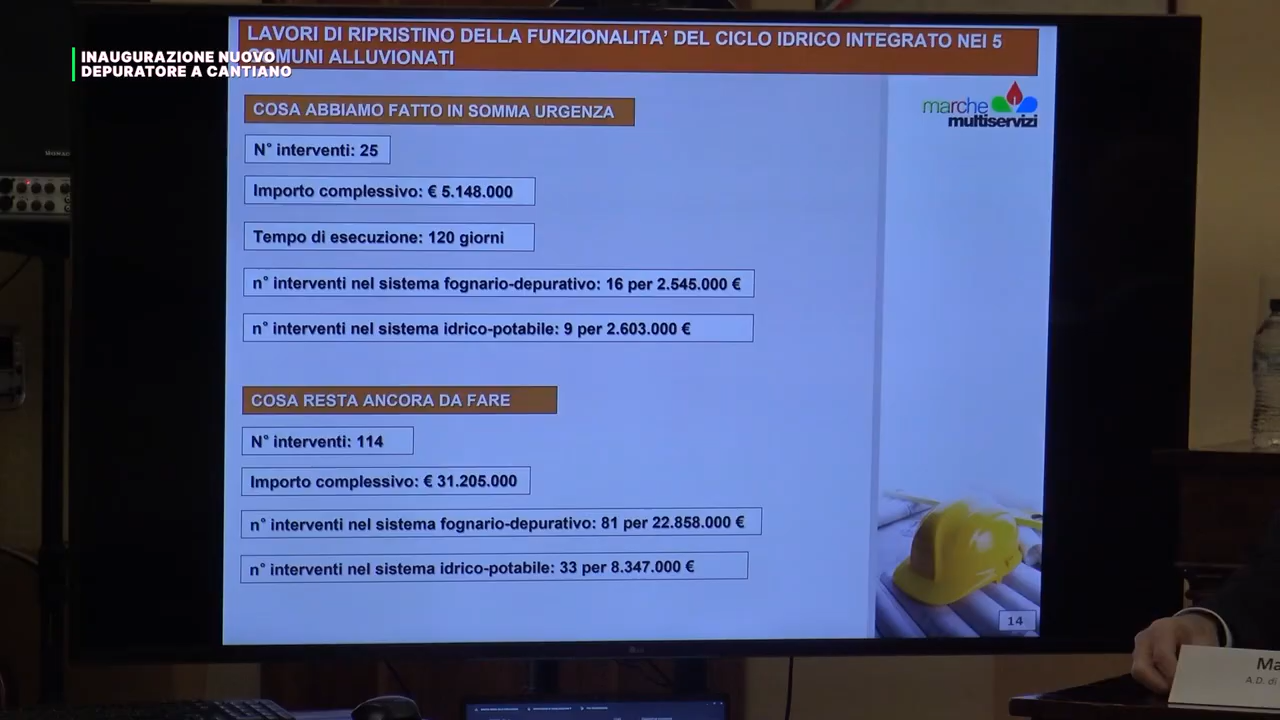 INAUGURAZIONE NUOVO
DEPURATORE A CANTIANO
LAVORI DI RIPRISTINO DELLA FUNZIONALITA' DEL CICLO IDRICO INTEGRATO NEI 5
COMUNI ALLUVIONATI
marche
multiservizi
COSA ABBIAMO FATTO IN SOMMA URGENZA
N° interventi: 25
Importo complessivo: € 5.148.000
Tempo di esecuzione: 120 giorni
n° interventi nel sistema fognario-depurativo: 16 per 2.545.000 €
n° interventi nel sistema idrico-potabile: 9 per 2.603.000 €
COSA RESTA ANCORA DA FARE
N° interventi: 114
Importo complessivo: € 31.205.000
n° interventi nel sistema fognario-depurativo: 81 per 22.858.000 €
n° interventi nel sistema idrico-potabile: 33 per 8.347.000 €
14
LG
Ma
A.D. di